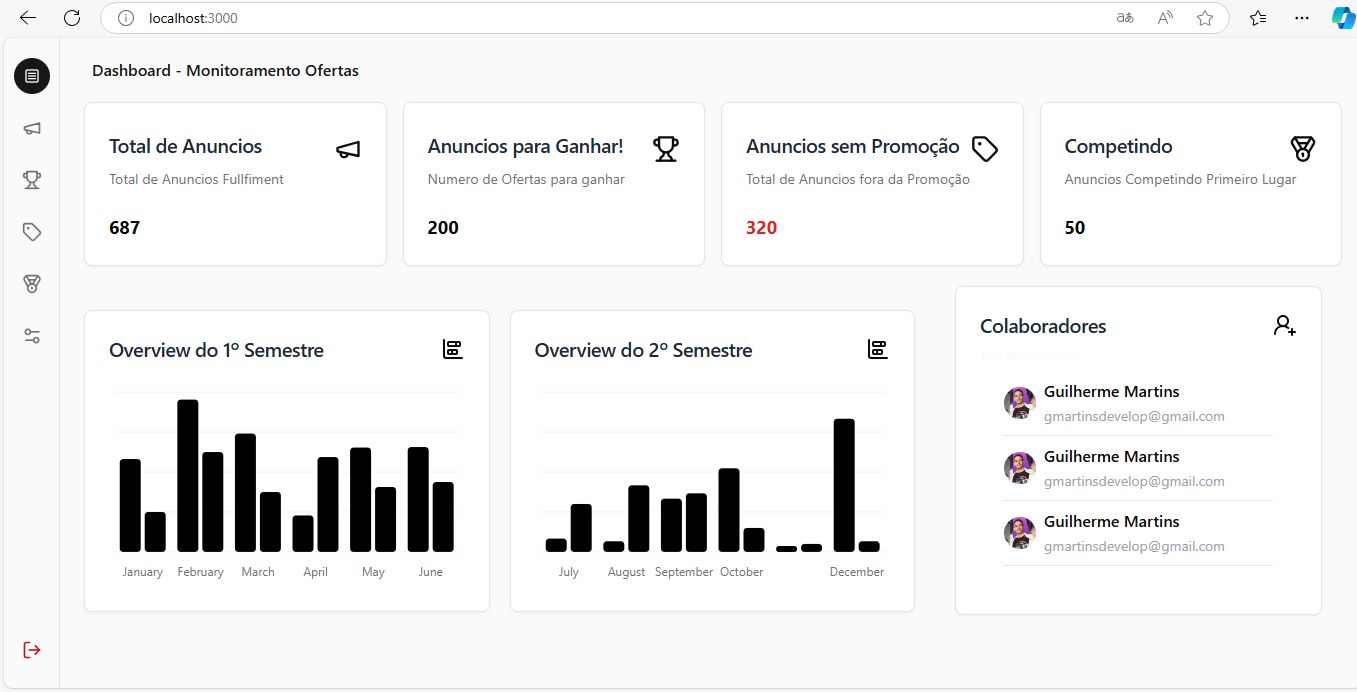 localhost:3000
Dashboard - Monitoramento Ofertas
Total de Anuncios
Total de Anuncios Fullfiment
687
Anuncios para Ganhar!
Numero de Ofertas para ganhar
200
Anuncios sem Promoção
Total de Anuncios fora da Promoção
320
Competindo
Anuncios Competindo Primeiro Lugar
50
Overview do 1º Semestre
January February March April May June
Overview do 2º Semestre
July August September October December
Colaboradores
Top acumulados
Guilherme Martins
gmartinsdevelop@gmail.com
Guilherme Martins
gmartinsdevelop@gmail.com
Guilherme Martins
gmartinsdevelop@gmail.com